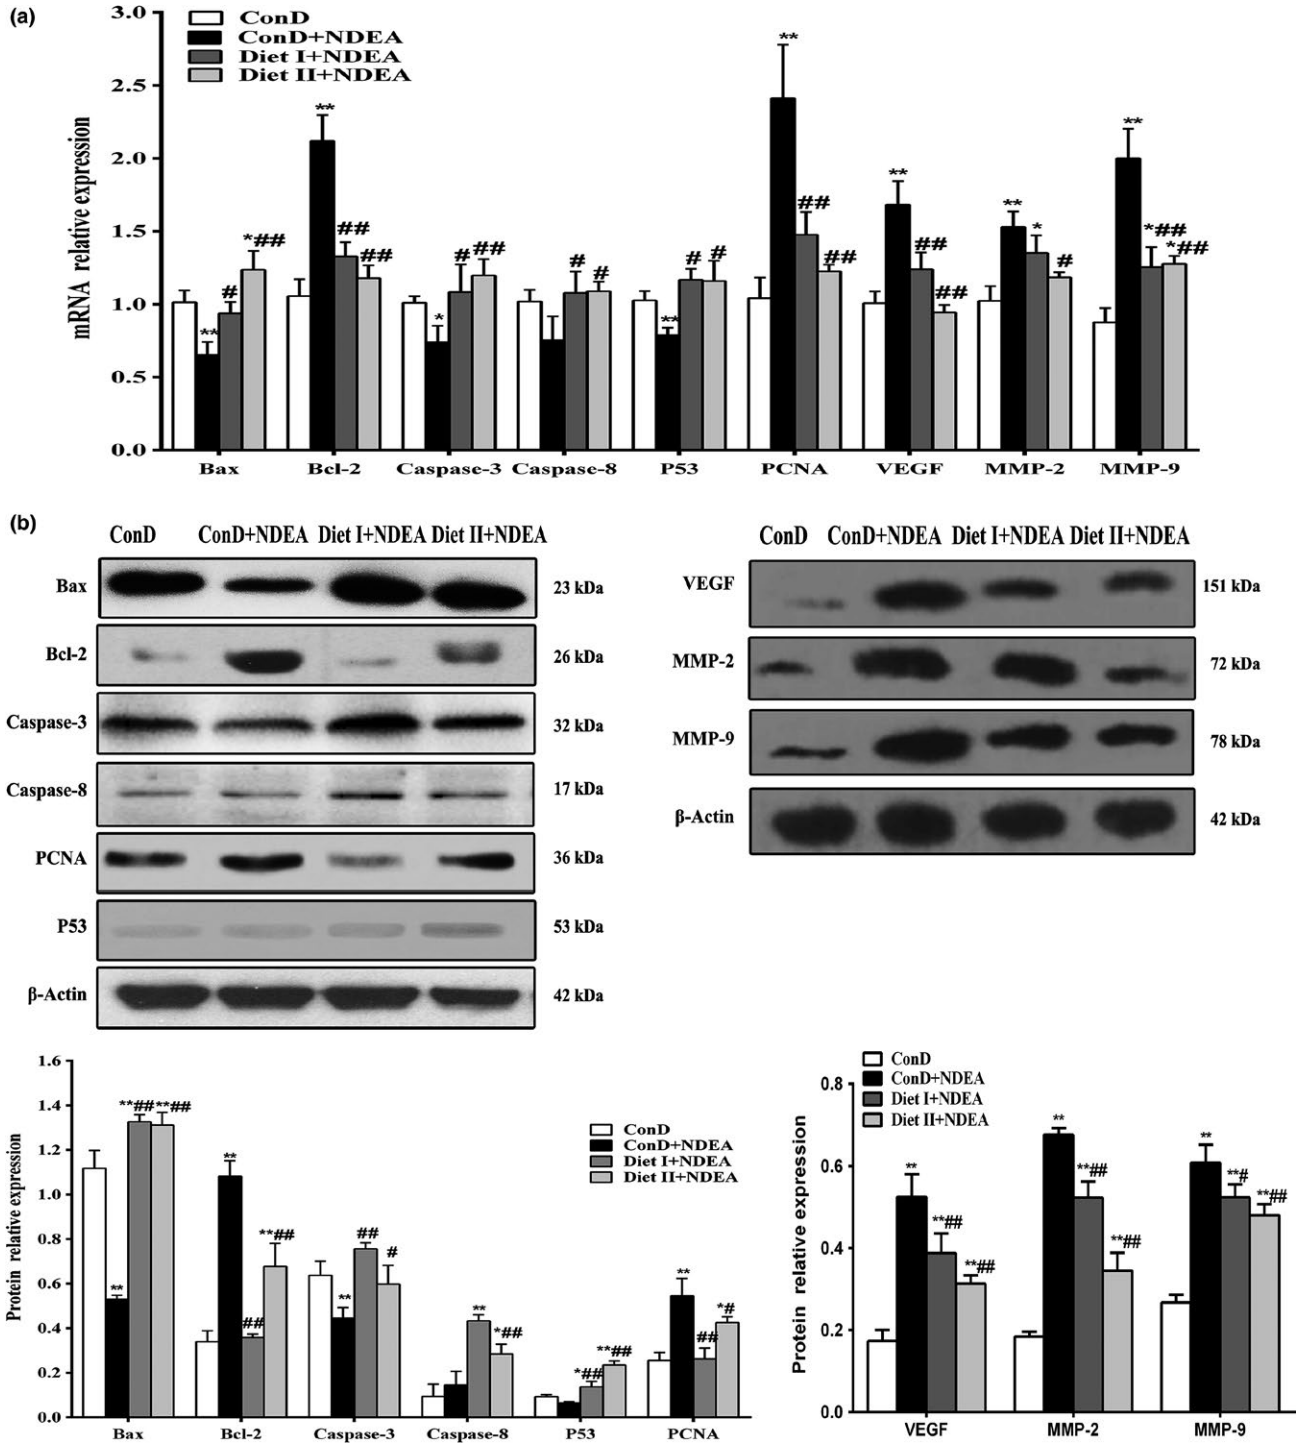 (a)
ConD
ConD+NDEA
Diet I+NDEA
Diet II+NDEA
mRNA relative expression
3.0
2.5
2.0
1.5
1.0
0.5
0.0
** # *##
** ## ##
* # ##
# #
** # #
** ## ##
** ## ##
** * #
** *## *##
Bax Bcl-2 Caspase-3 Caspase-8 P53 PCNA VEGF MMP-2 MMP-9
(b)
ConD ConD+NDEA Diet I+NDEA Diet II+NDEA
Bax 23 kDa
Bcl-2 26 kDa
Caspase-3 32 kDa
Caspase-8 17 kDa
PCNA 36 kDa
P53 53 kDa
β-Actin 42 kDa
ConD ConD+NDEA Diet I+NDEA Diet II+NDEA
VEGF 151 kDa
MMP-2 72 kDa
MMP-9 78 kDa
β-Actin 42 kDa
Protein relative expression
1.6
1.4
1.2
1.0
0.8
0.6
0.4
0.2
0.0
ConD
ConD+NDEA
Diet I+NDEA
Diet II+NDEA
** **## **##
** ## **##
** ## #
** *##
*## **##
** ## *#
Bax Bcl-2 Caspase-3 Caspase-8 P53 PCNA
Protein relative expression
0.8
0.6
0.4
0.2
0.0
ConD
ConD+NDEA
Diet I+NDEA
Diet II+NDEA
** **## **##
** **## **##
** **# **##
VEGF MMP-2 MMP-9